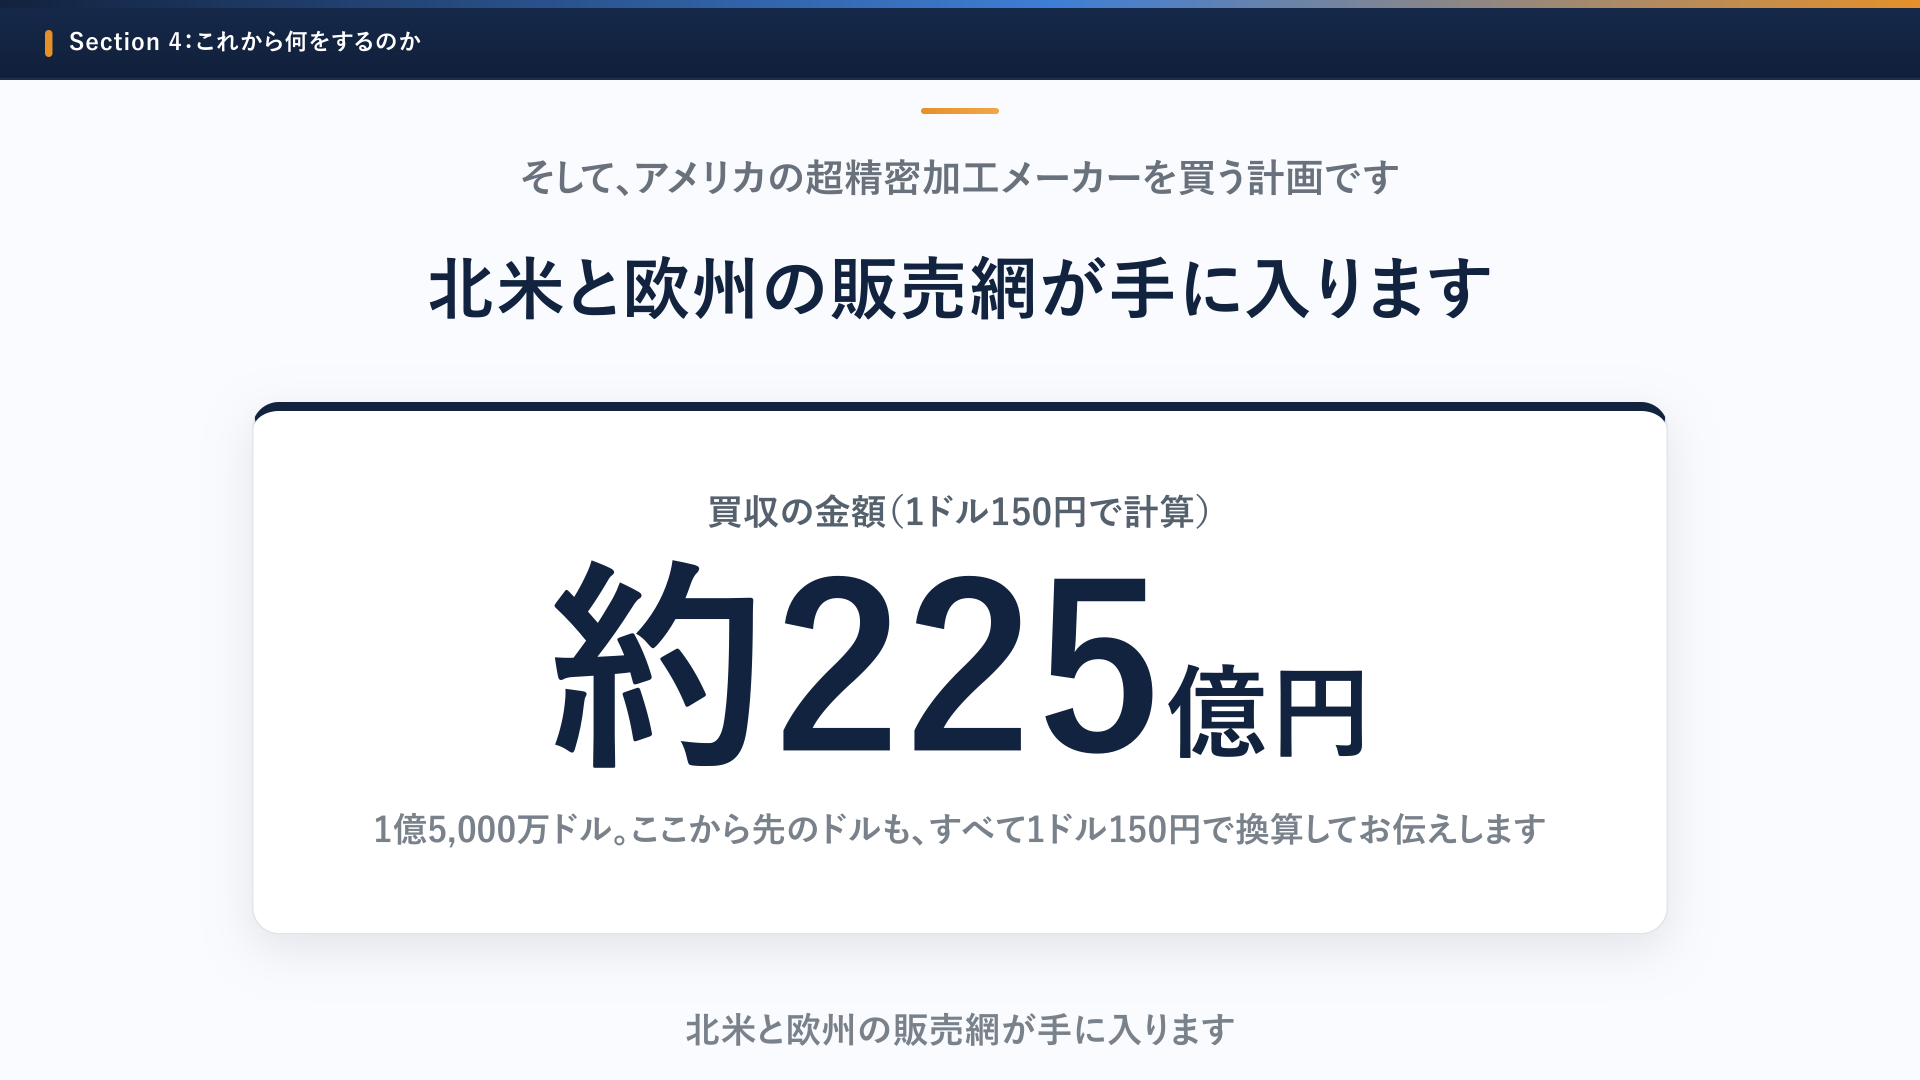 Section 4：これから何をするのか
そして、アメリカの超精密加工メーカーを買う計画です
北米と欧州の販売網が手に入ります
買収の金額（1ドル150円で計算）
約225億円
1億5,000万ドル。ここから先のドルも、すべて1ドル150円で換算してお伝えします
北米と欧州の販売網が手に入ります